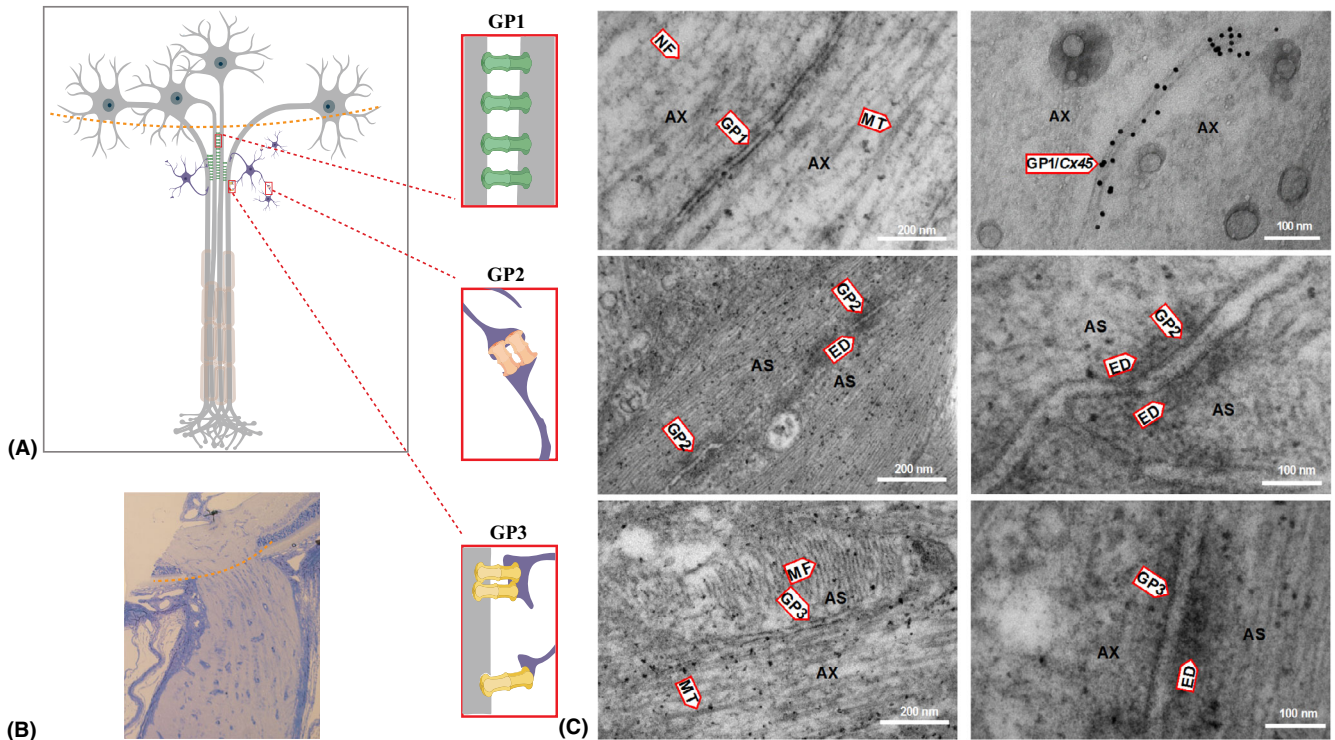 GP1
GP2
GP3
(A)
(B)
(C)
NF
AX
GP1
MT
AX
200 nm
AX
AX
GP1/Cx45
100 nm
GP2
ED
AS
AS
GP2
200 nm
AS
GP2
ED
ED
AS
100 nm
MF
GP3
AS
AX
MT
200 nm
GP3
AX
AS
ED
100 nm